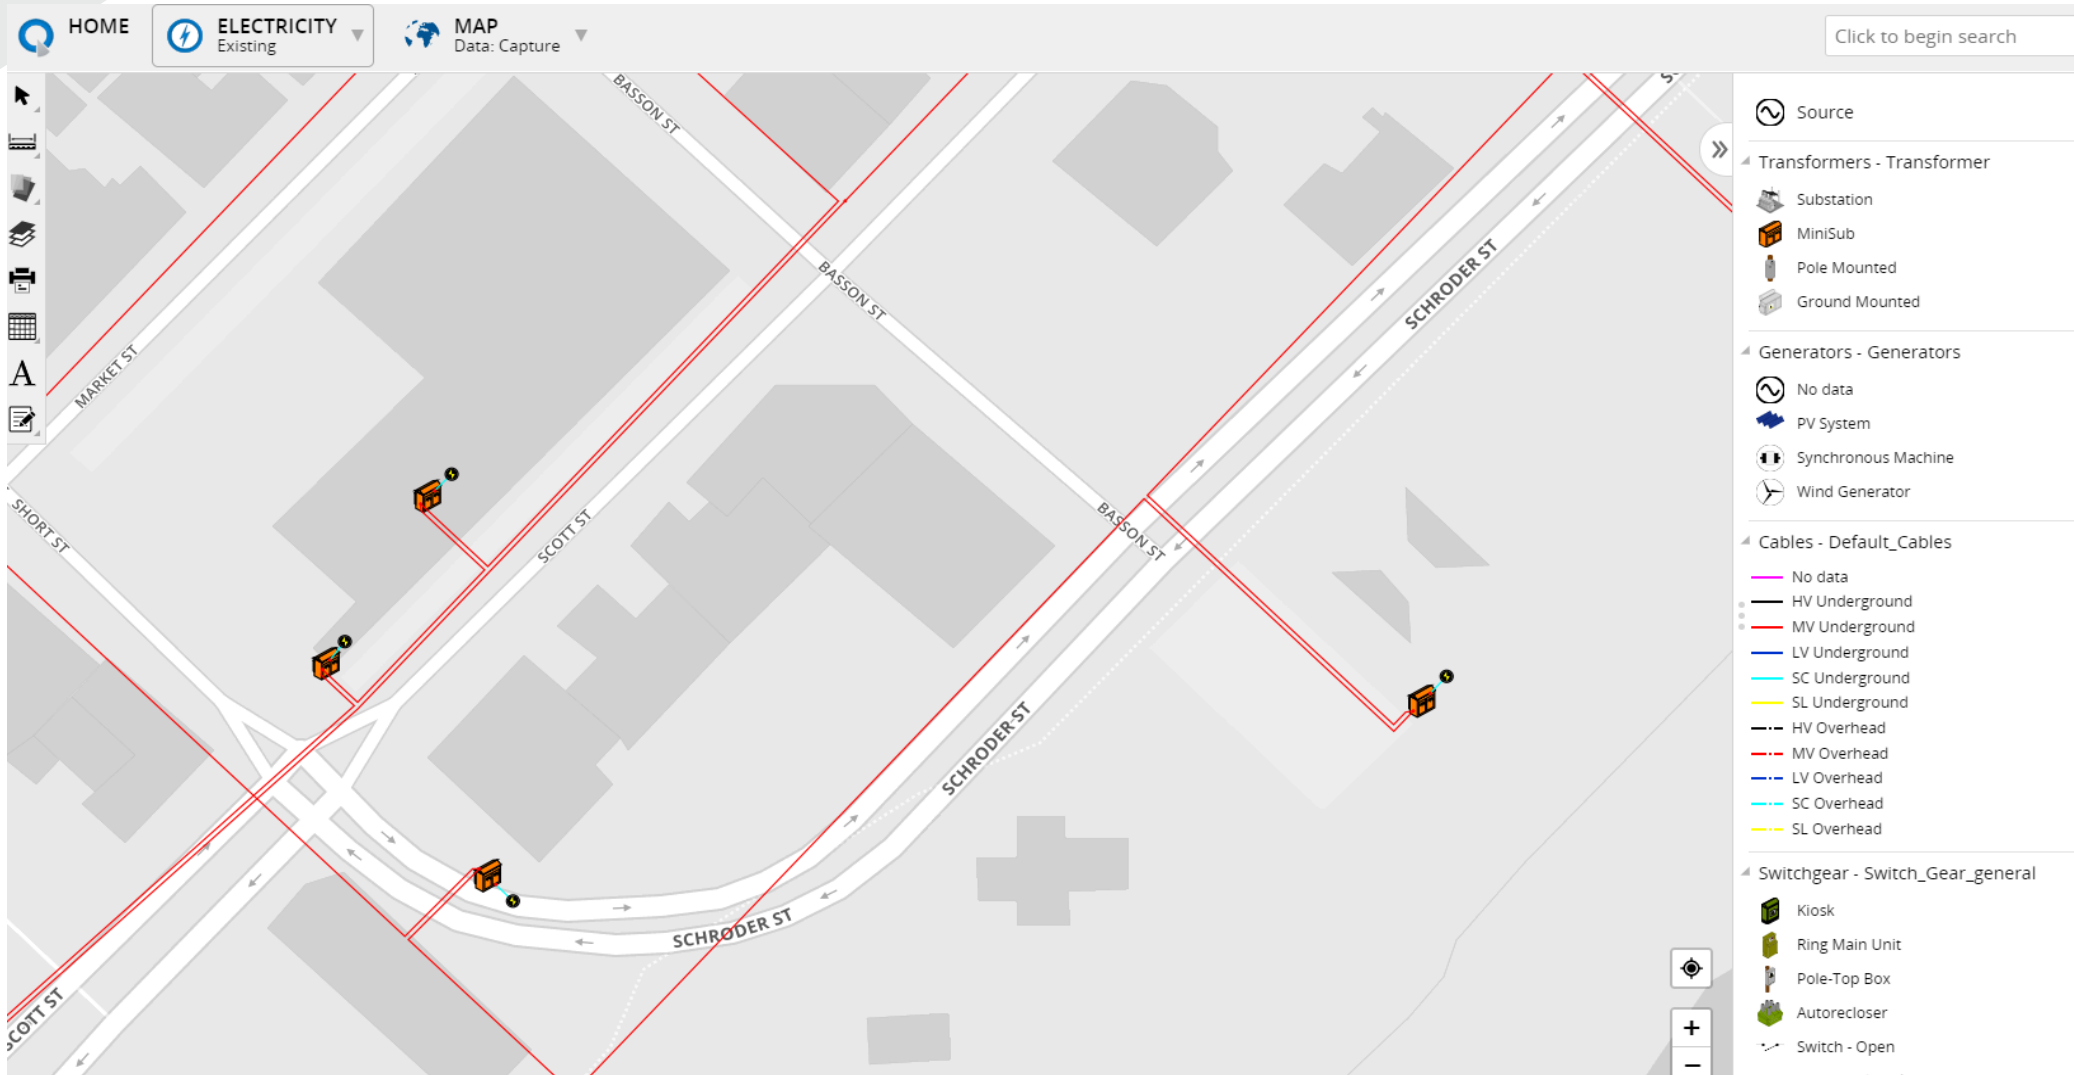 HOME
ELECTRICITY
Existing
MAP
Data: Capture
Click to begin search
A
BASSON ST
BASSON ST
BASSON ST
MARKET ST
SHORT ST
SCOTT ST
SCOTT ST
SCHRODER ST
SCHRODER ST
SCHRODER ST
Source
Transformers - Transformer
Substation
MiniSub
Pole Mounted
Ground Mounted
Generators - Generators
No data
PV System
Synchronous Machine
Wind Generator
Cables - Default_Cables
No data
HV Underground
MV Underground
LV Underground
SC Underground
SL Underground
HV Overhead
MV Overhead
LV Overhead
SC Overhead
SL Overhead
Switchgear - Switch_Gear_general
Kiosk
Ring Main Unit
Pole-Top Box
Autorecloser
Switch - Open
+
−